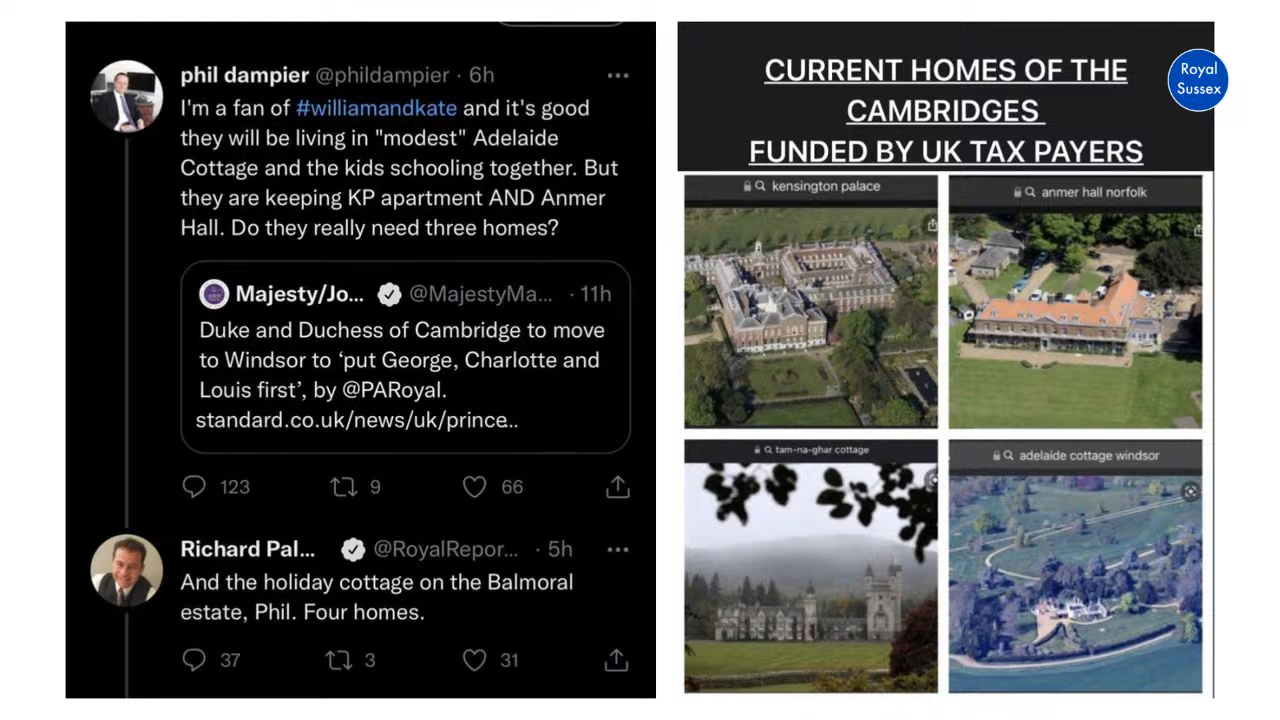 phil dampier @phildampier · 6h
I'm a fan of #williamandkate and it's good
they will be living in "modest" Adelaide
Cottage and the kids schooling together. But
they are keeping KP apartment AND Anmer
Hall. Do they really need three homes?
Majesty/Jo... @MajestyMa... · 11h
Duke and Duchess of Cambridge to move
to Windsor to ‘put George, Charlotte and
Louis first’, by @PARoyal.
standard.co.uk/news/uk/prince..
123 9 66
Richard Pal... @RoyalRepor... · 5h
And the holiday cottage on the Balmoral
estate, Phil. Four homes.
37 3 31
CURRENT HOMES OF THE
CAMBRIDGES
FUNDED BY UK TAX PAYERS
Royal
Sussex
kensington palace
anmer hall norfolk
tam-na-ghar cottage
adelaide cottage windsor